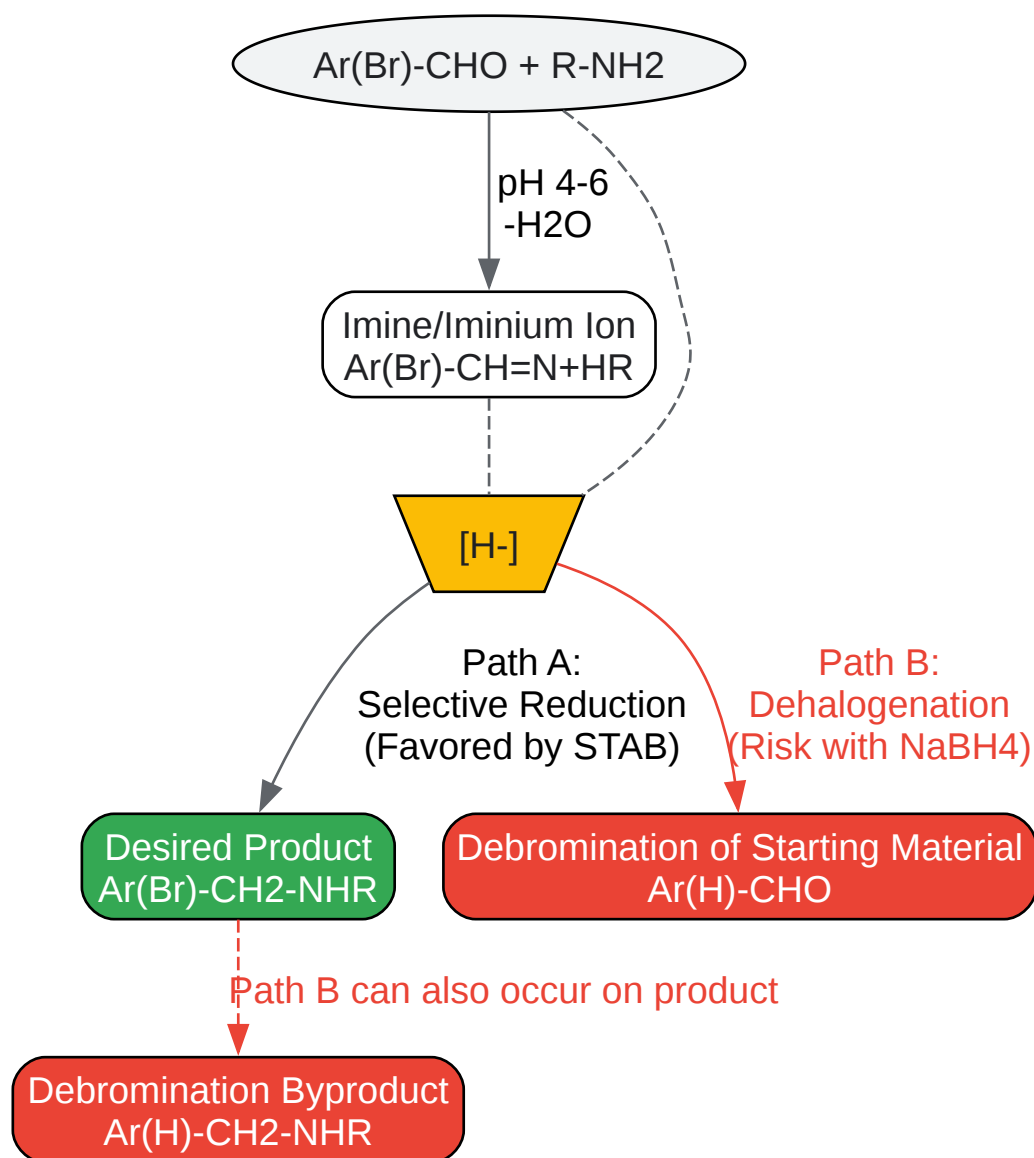 Ar(Br)-CHO + R-NH2
pH 4-6
-H2O
Imine/Iminium Ion
Ar(Br)-CH=N+HR
[H-]
Path A:
Selective Reduction
(Favored by STAB)
Path B:
Dehalogenation
(Risk with NaBH4)
Desired Product
Ar(Br)-CH2-NHR
Debromination of Starting Material
Ar(H)-CHO
Path B can also occur on product
Debromination Byproduct
Ar(H)-CH2-NHR